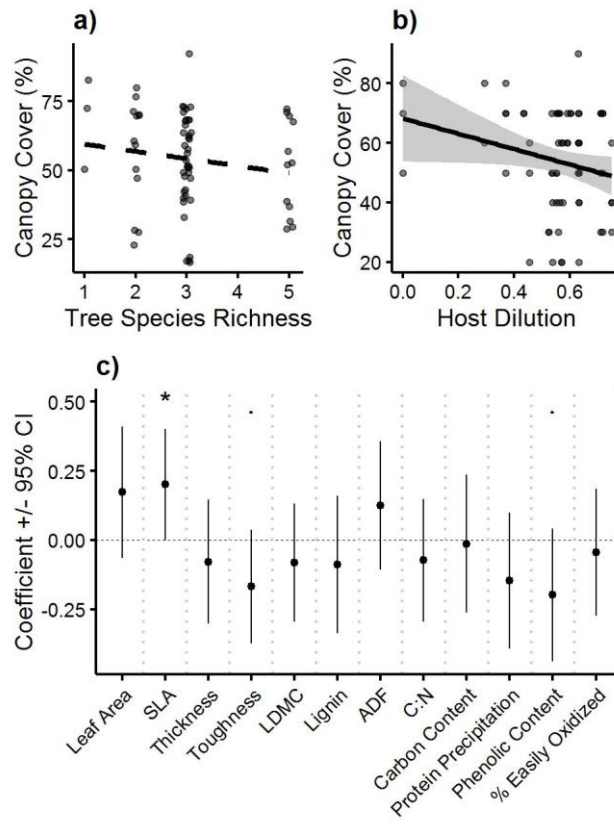 a)
Canopy Cover (%)
75
50
25
1 2 3 4 5
Tree Species Richness
b)
Canopy Cover (%)
80
60
40
20
0.0 0.2 0.4 0.6
Host Dilution
c)
Coefficient +/- 95% CI
0.50
0.25
0.00
-0.25
* . .
Leaf Area
SLA
Thickness
Toughness
LDMC
Lignin
ADF
C:N
Carbon Content
Protein Precipitation
Phenolic Content
% Easily Oxidized